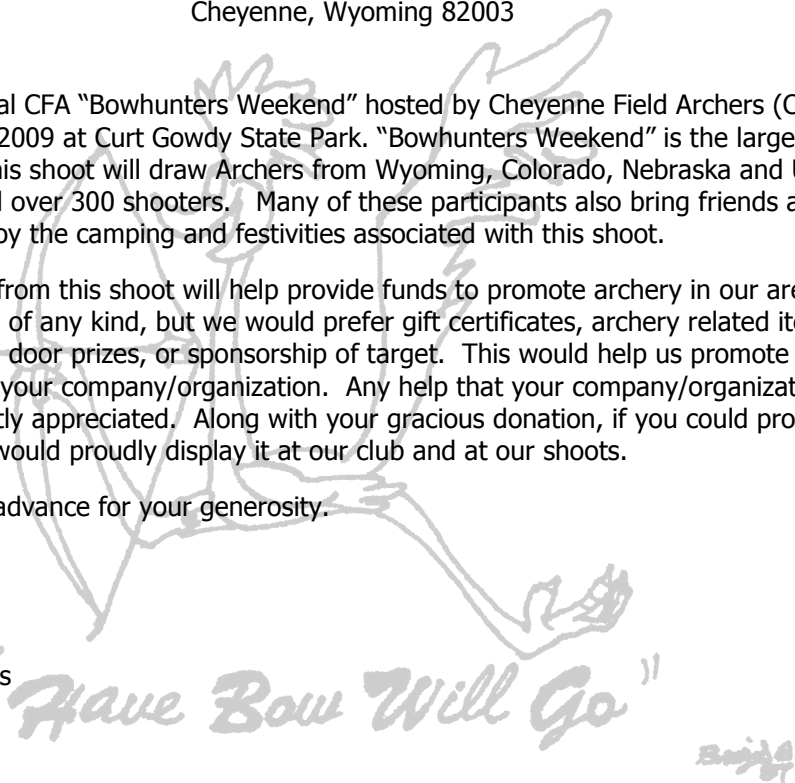 Cheyenne, Wyoming 82003
al CFA “Bowhunters Weekend” hosted by Cheyenne Field Archers (C
2009 at Curt Gowdy State Park. “Bowhunters Weekend” is the large
his shoot will draw Archers from Wyoming, Colorado, Nebraska and U
over 300 shooters. Many of these participants also bring friends a
by the camping and festivities associated with this shoot.
from this shoot will help provide funds to promote archery in our are
of any kind, but we would prefer gift certificates, archery related ite
door prizes, or sponsorship of target. This would help us promote
your company/organization. Any help that your company/organizat
tly appreciated. Along with your gracious donation, if you could pro
would proudly display it at our club and at our shoots.
advance for your generosity.
s
"Have Bow Will Go"